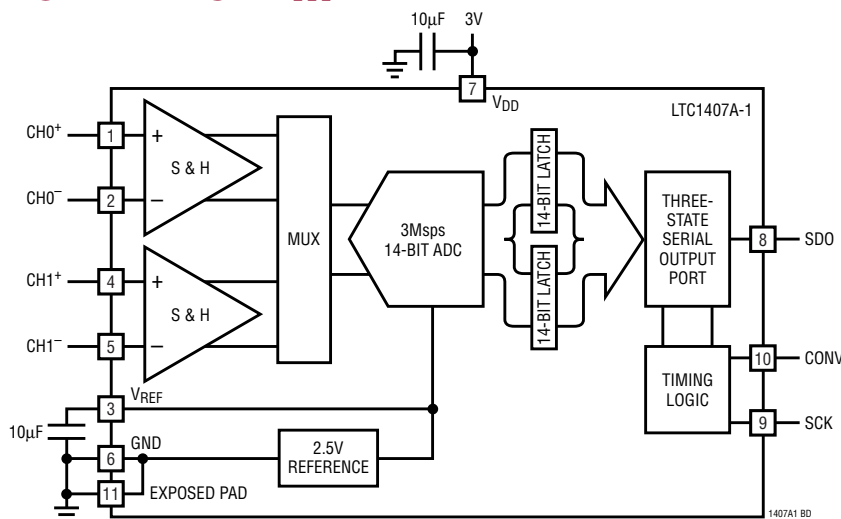 10µF
3V
7
VDD
LTC1407A-1
CH0+
1
+
S & H
CH0–
2
–
MUX
3Msps
14-BIT ADC
14-BIT LATCH
14-BIT LATCH
THREE-
STATE
SERIAL
OUTPUT
PORT
8
SDO
CH1+
4
+
S & H
CH1–
5
–
10
CONV
TIMING
LOGIC
9
SCK
VREF
3
10µF
GND
6
2.5V
REFERENCE
11
EXPOSED PAD
1407A1 BD